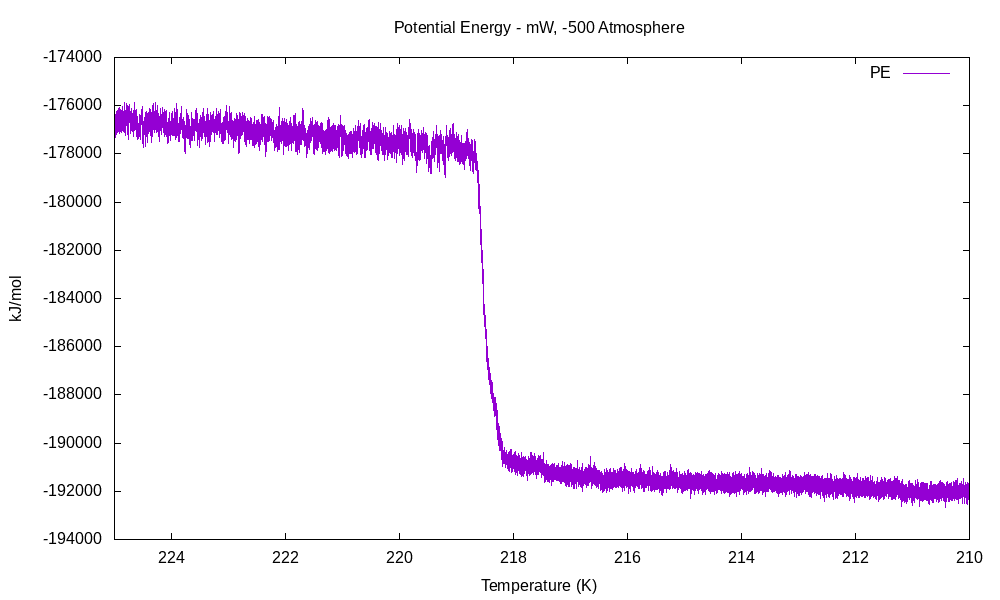 Potential Energy - mW, -500 Atmosphere
PE
-174000
-176000
-178000
-180000
-182000
-184000
-186000
-188000
-190000
-192000
-194000
kJ/mol
224 222 220 218 216 214 212 210
Temperature (K)